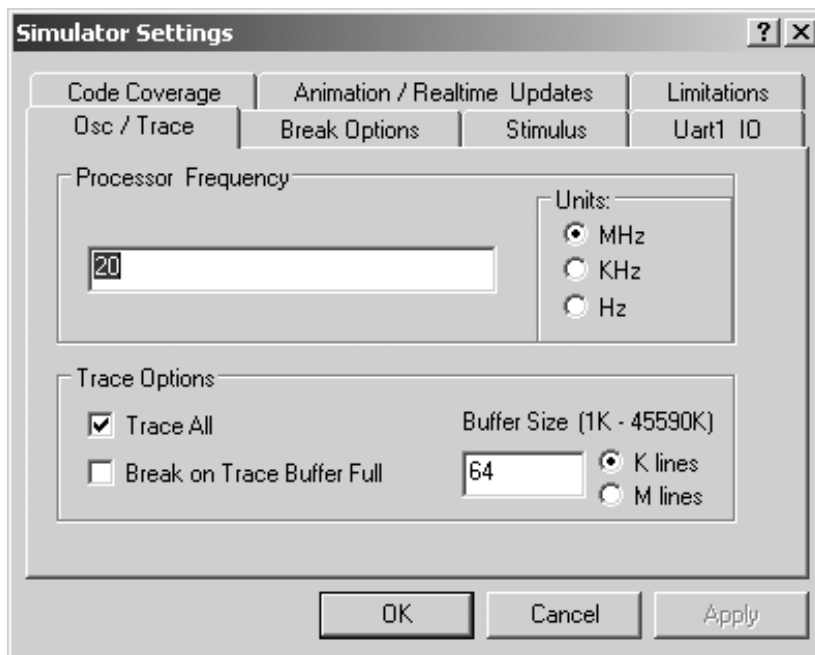 Simulator Settings
Code Coverage
Animation / Realtime Updates
Limitations
Osc / Trace
Break Options
Stimulus
Uart1 IO
Processor Frequency
20
Units:
MHz
KHz
Hz
Trace Options
Trace All
Break on Trace Buffer Full
Buffer Size (1K - 45590K)
64
K lines
M lines
OK
Cancel
Apply